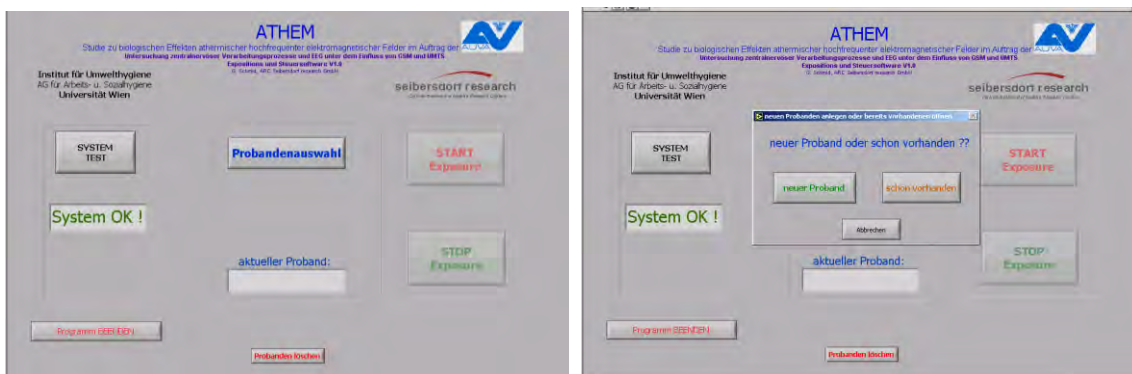 ATHEM
Studie zu biologischen Effekten athermischer hochfrequenter elektromagnetischer Felder im Auftrag der
Untersuchung zentralnervöser Verarbeitungsprozesse und EEG unter dem Einfluss von GSM und UMTS
Expositions und Steuersoftware V1.0
Institut für Umwelthygiene
AG für Arbeits- u. Sozialhygiene
Universität Wien
seibersdorf research
SYSTEM
TEST
Probandenauswahl
START
Exposure
System OK !
STOP
Exposure
aktueller Proband:
Programm BEENDEN
Probanden löschen
ATHEM
Studie zu biologischen Effekten athermischer hochfrequenter elektromagnetischer Felder im Auftrag der
Untersuchung zentralnervöser Verarbeitungsprozesse und EEG unter dem Einfluss von GSM und UMTS
Expositions und Steuersoftware V1.0
Institut für Umwelthygiene
AG für Arbeits- u. Sozialhygiene
Universität Wien
seibersdorf research
neuen Probanden anlegen oder bereits vorhandenen öffnen
neuer Proband oder schon vorhanden ??
neuer Proband
schon vorhanden
Abbrechen
SYSTEM
TEST
START
Exposure
System OK !
STOP
Exposure
aktueller Proband:
Programm BEENDEN
Probanden löschen